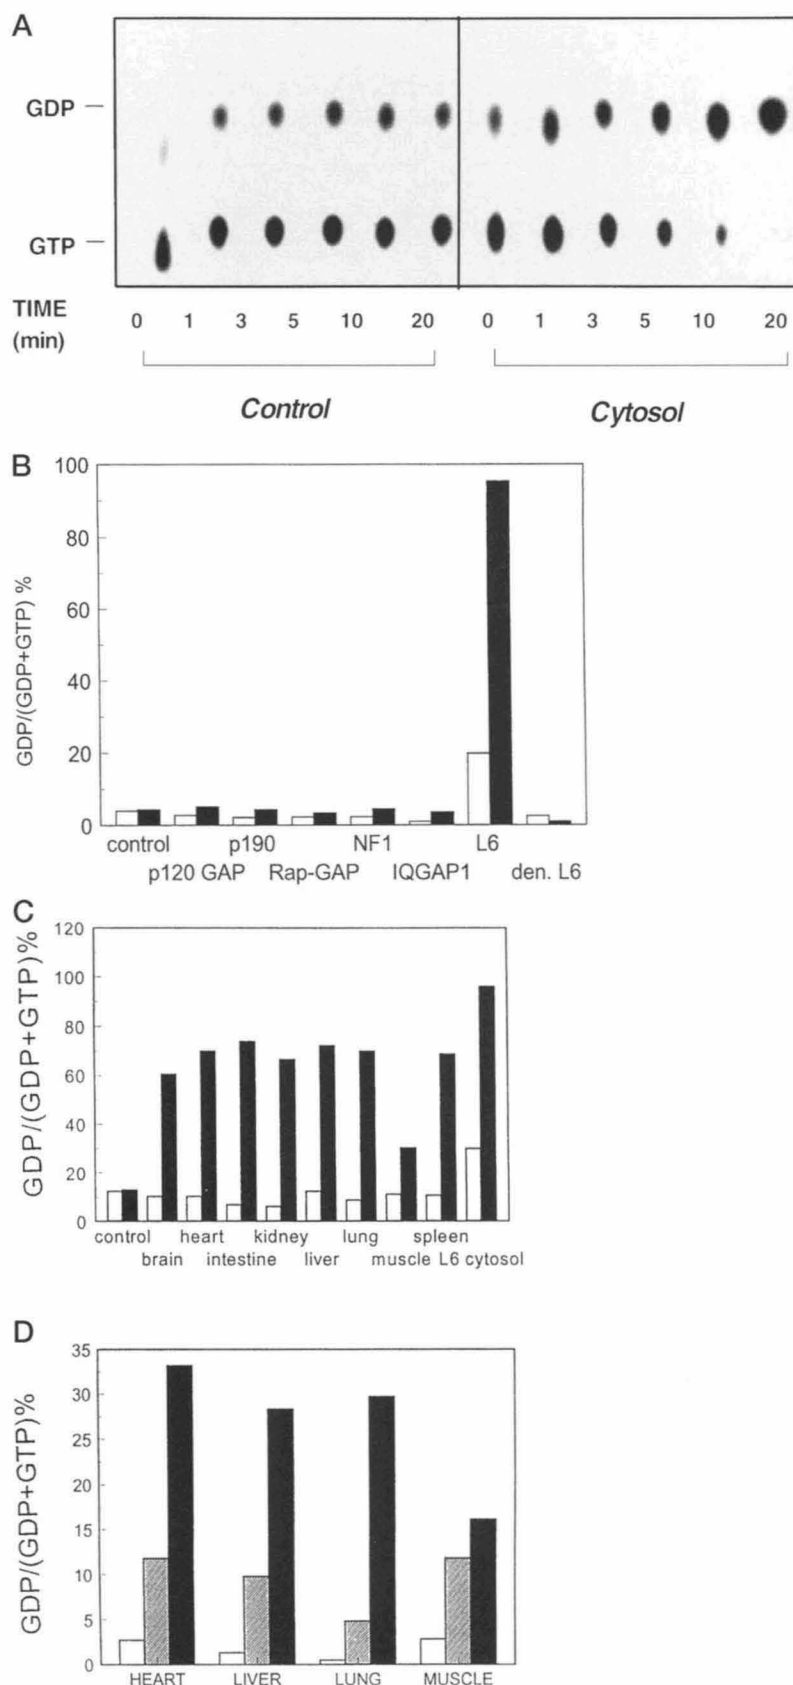 A
GDP
GTP
TIME 0 1 3 5 10 20 0 1 3 5 10 20
(min)
Control Cytosol
B
GDP/(GDP+GTP) %
100
80
60
40
20
0
control p190 NF1 L6
p120 GAP Rap-GAP IQGAP1 den. L6
C
GDP/(GDP+GTP)%
120
100
80
60
40
20
0
control heart kidney lung spleen
brain intestine liver muscle L6 cytosol
D
GDP/(GDP+GTP)%
35
30
25
20
15
10
5
0
HEART LIVER LUNG MUSCLE